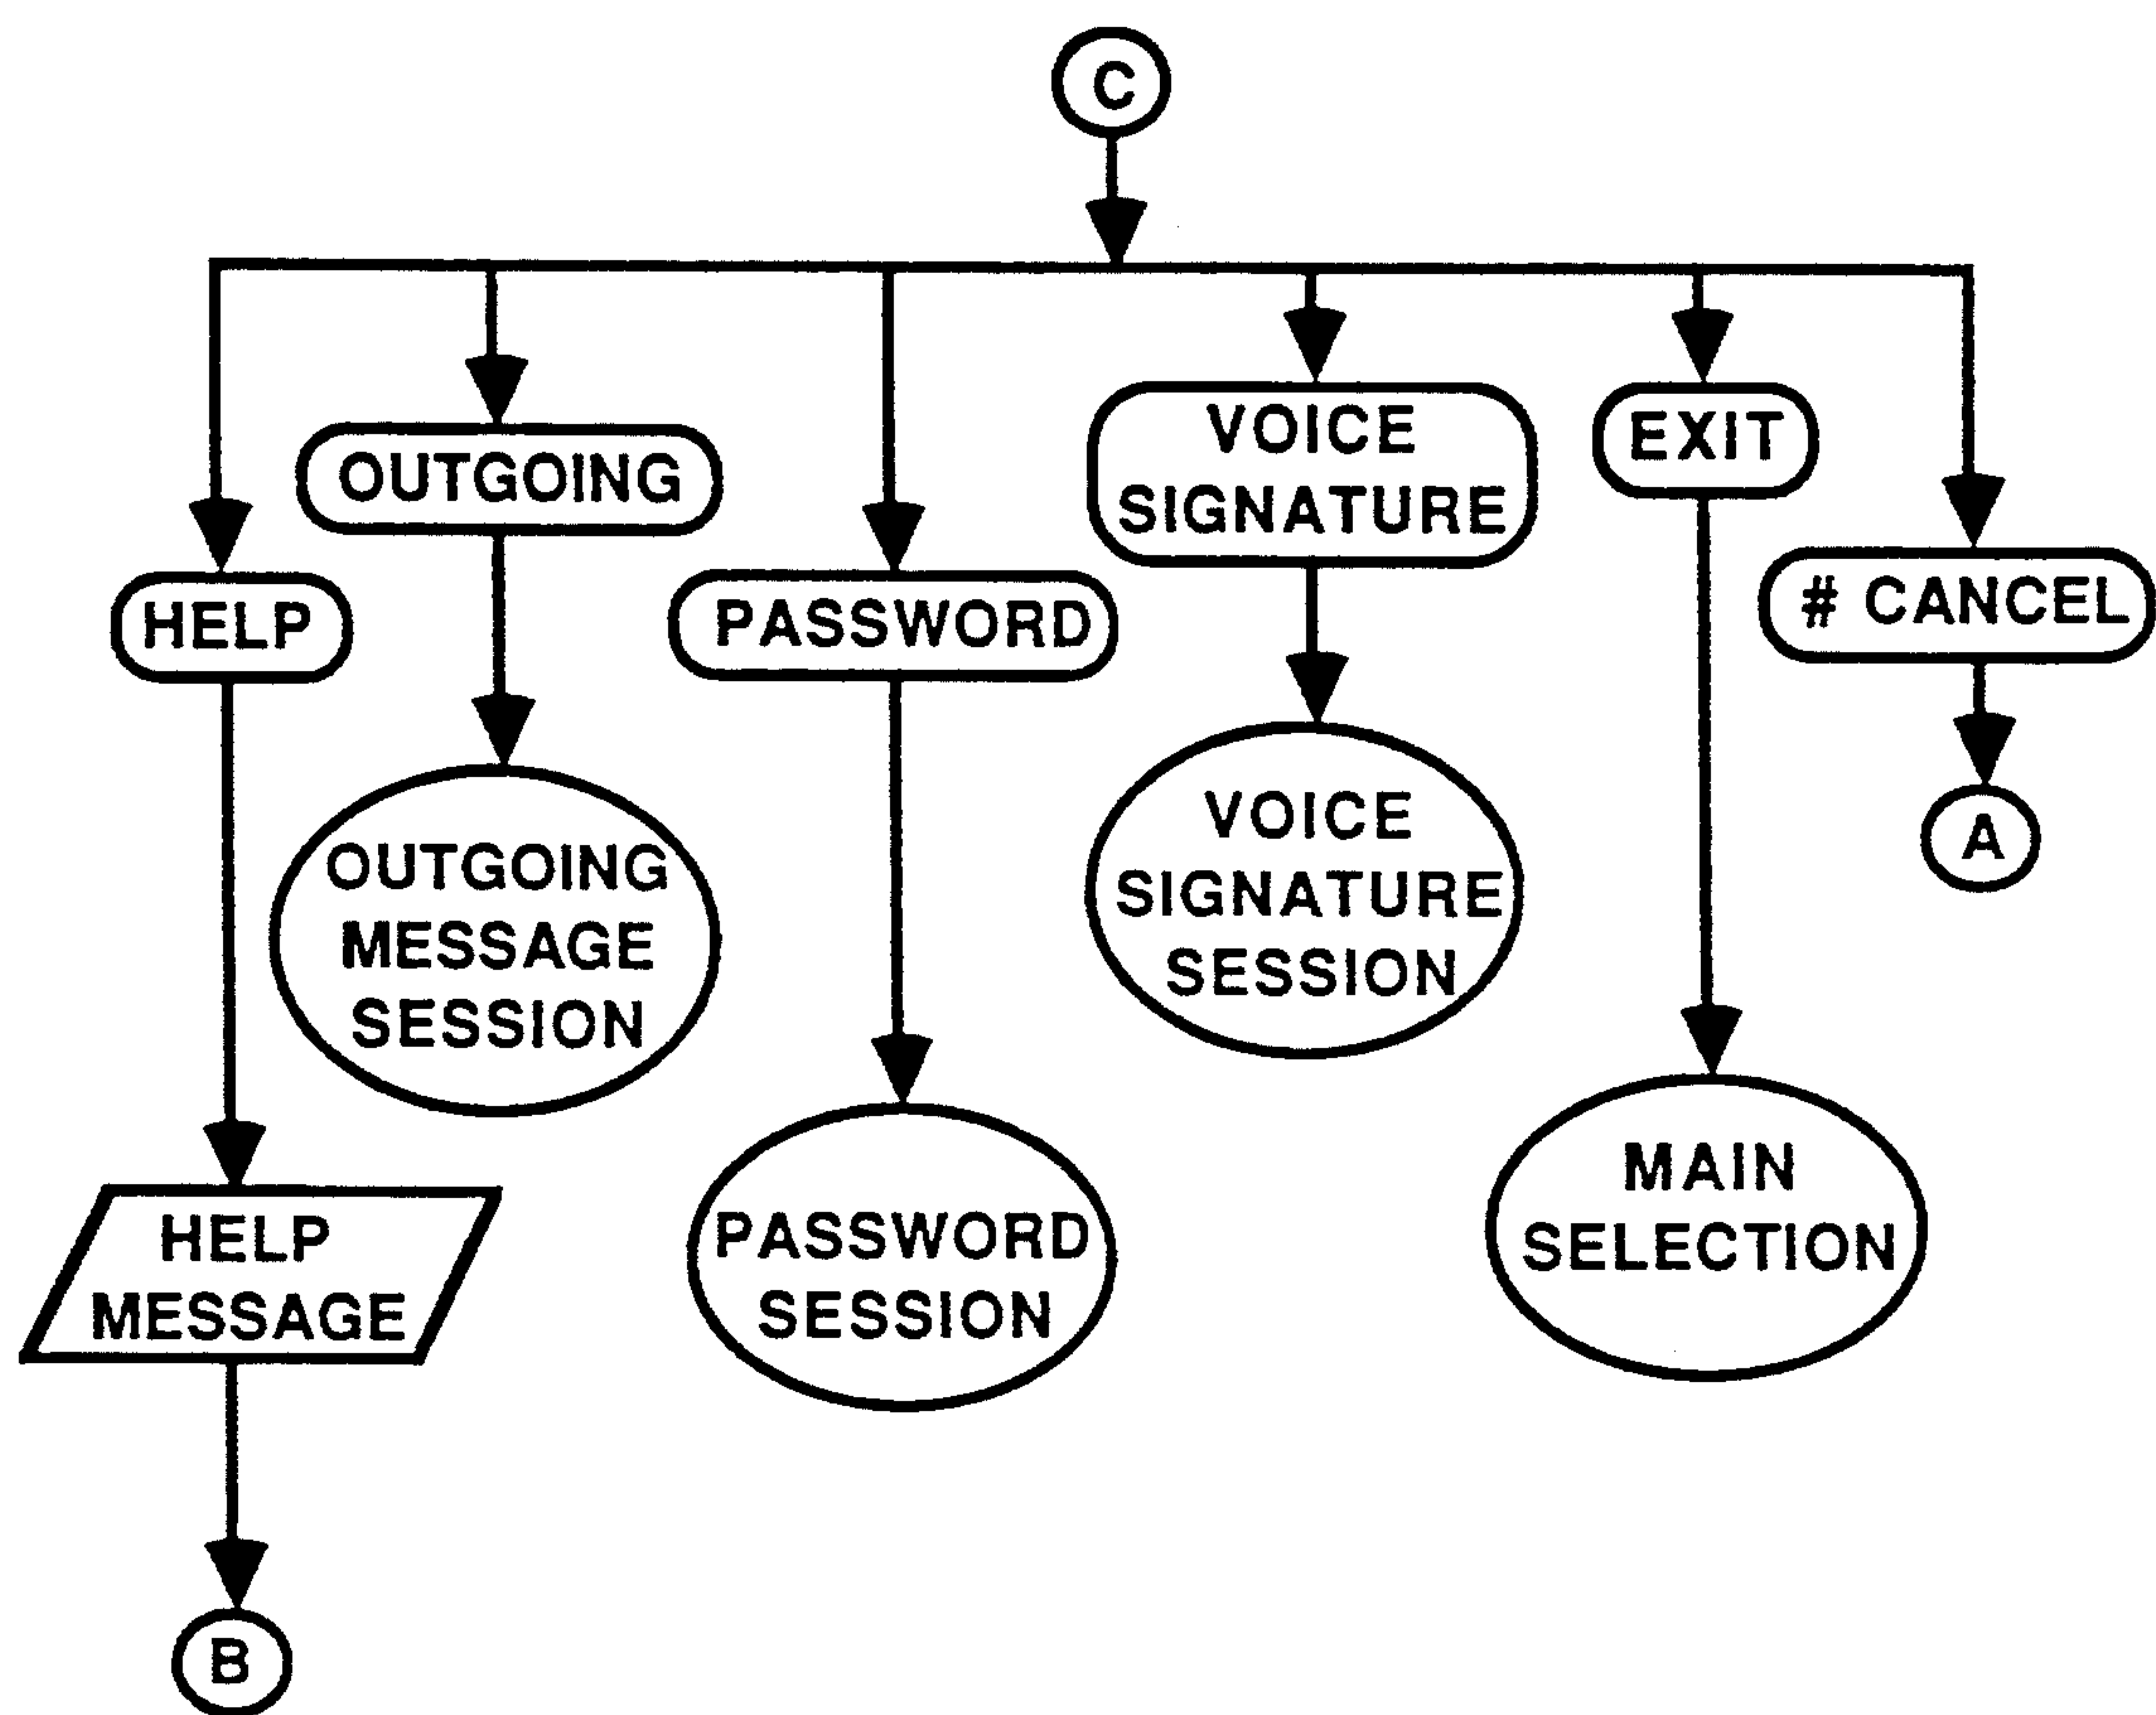 C
OUTGOING
HELP
PASSWORD
VOICE
SIGNATURE
EXIT
# CANCEL
OUTGOING
MESSAGE
SESSION
VOICE
SIGNATURE
SESSION
A
HELP
MESSAGE
PASSWORD
SESSION
MAIN
SELECTION
B